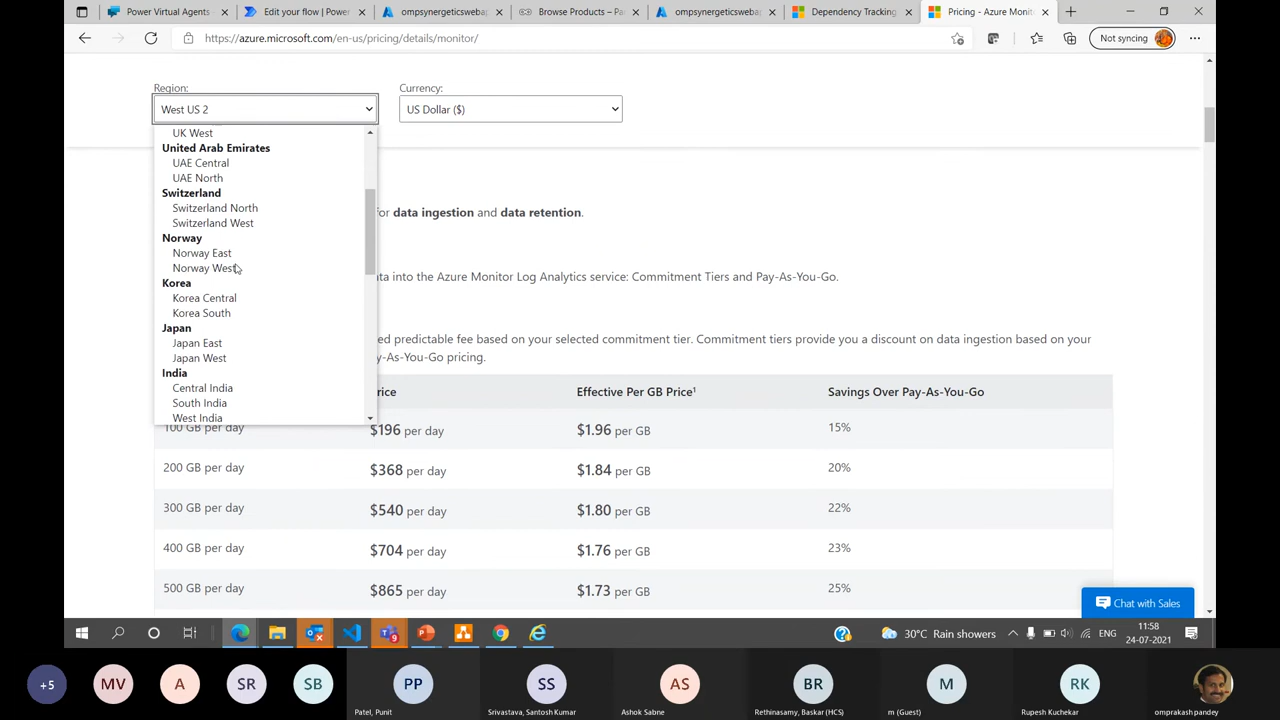 Power Virtual Agents
Edit your flow | Power
ompsynergeticswebap
Browse Products – Pa
ompsynergeticsweba
Dependency Tracking
Pricing - Azure Monit
https://azure.microsoft.com/en-us/pricing/details/monitor/
Not syncing
Region:
Currency:
West US 2
US Dollar ($)
UK West
United Arab Emirates
UAE Central
UAE North
Switzerland
Switzerland North
for data ingestion and data retention.
Switzerland West
Norway
Norway East
Norway West
ata into the Azure Monitor Log Analytics service: Commitment Tiers and Pay-As-You-Go.
Korea
Korea Central
Korea South
Japan
Japan East
Japan West
ed predictable fee based on your selected commitment tier. Commitment tiers provide you a discount on data ingestion based on your
y-As-You-Go pricing.
India
Central India
South India
West India
rice
Effective Per GB Price¹
Savings Over Pay-As-You-Go
100 GB per day
$196 per day
$1.96 per GB
15%
200 GB per day
$368 per day
$1.84 per GB
20%
300 GB per day
$540 per day
$1.80 per GB
22%
400 GB per day
$704 per day
$1.76 per GB
23%
500 GB per day
$865 per day
$1.73 per GB
25%
Chat with Sales
9
30°C Rain showers
ENG
11:58
24-07-2021
+5
MV
A
SR
SB
PP
SS
AS
BR
M
RK
Patel, Punit
Srivastava, Santosh Kumar
Ashok Sabne
Rethinasamy, Baskar (HCS)
m (Guest)
Rupesh Kuchekar
omprakash pandey